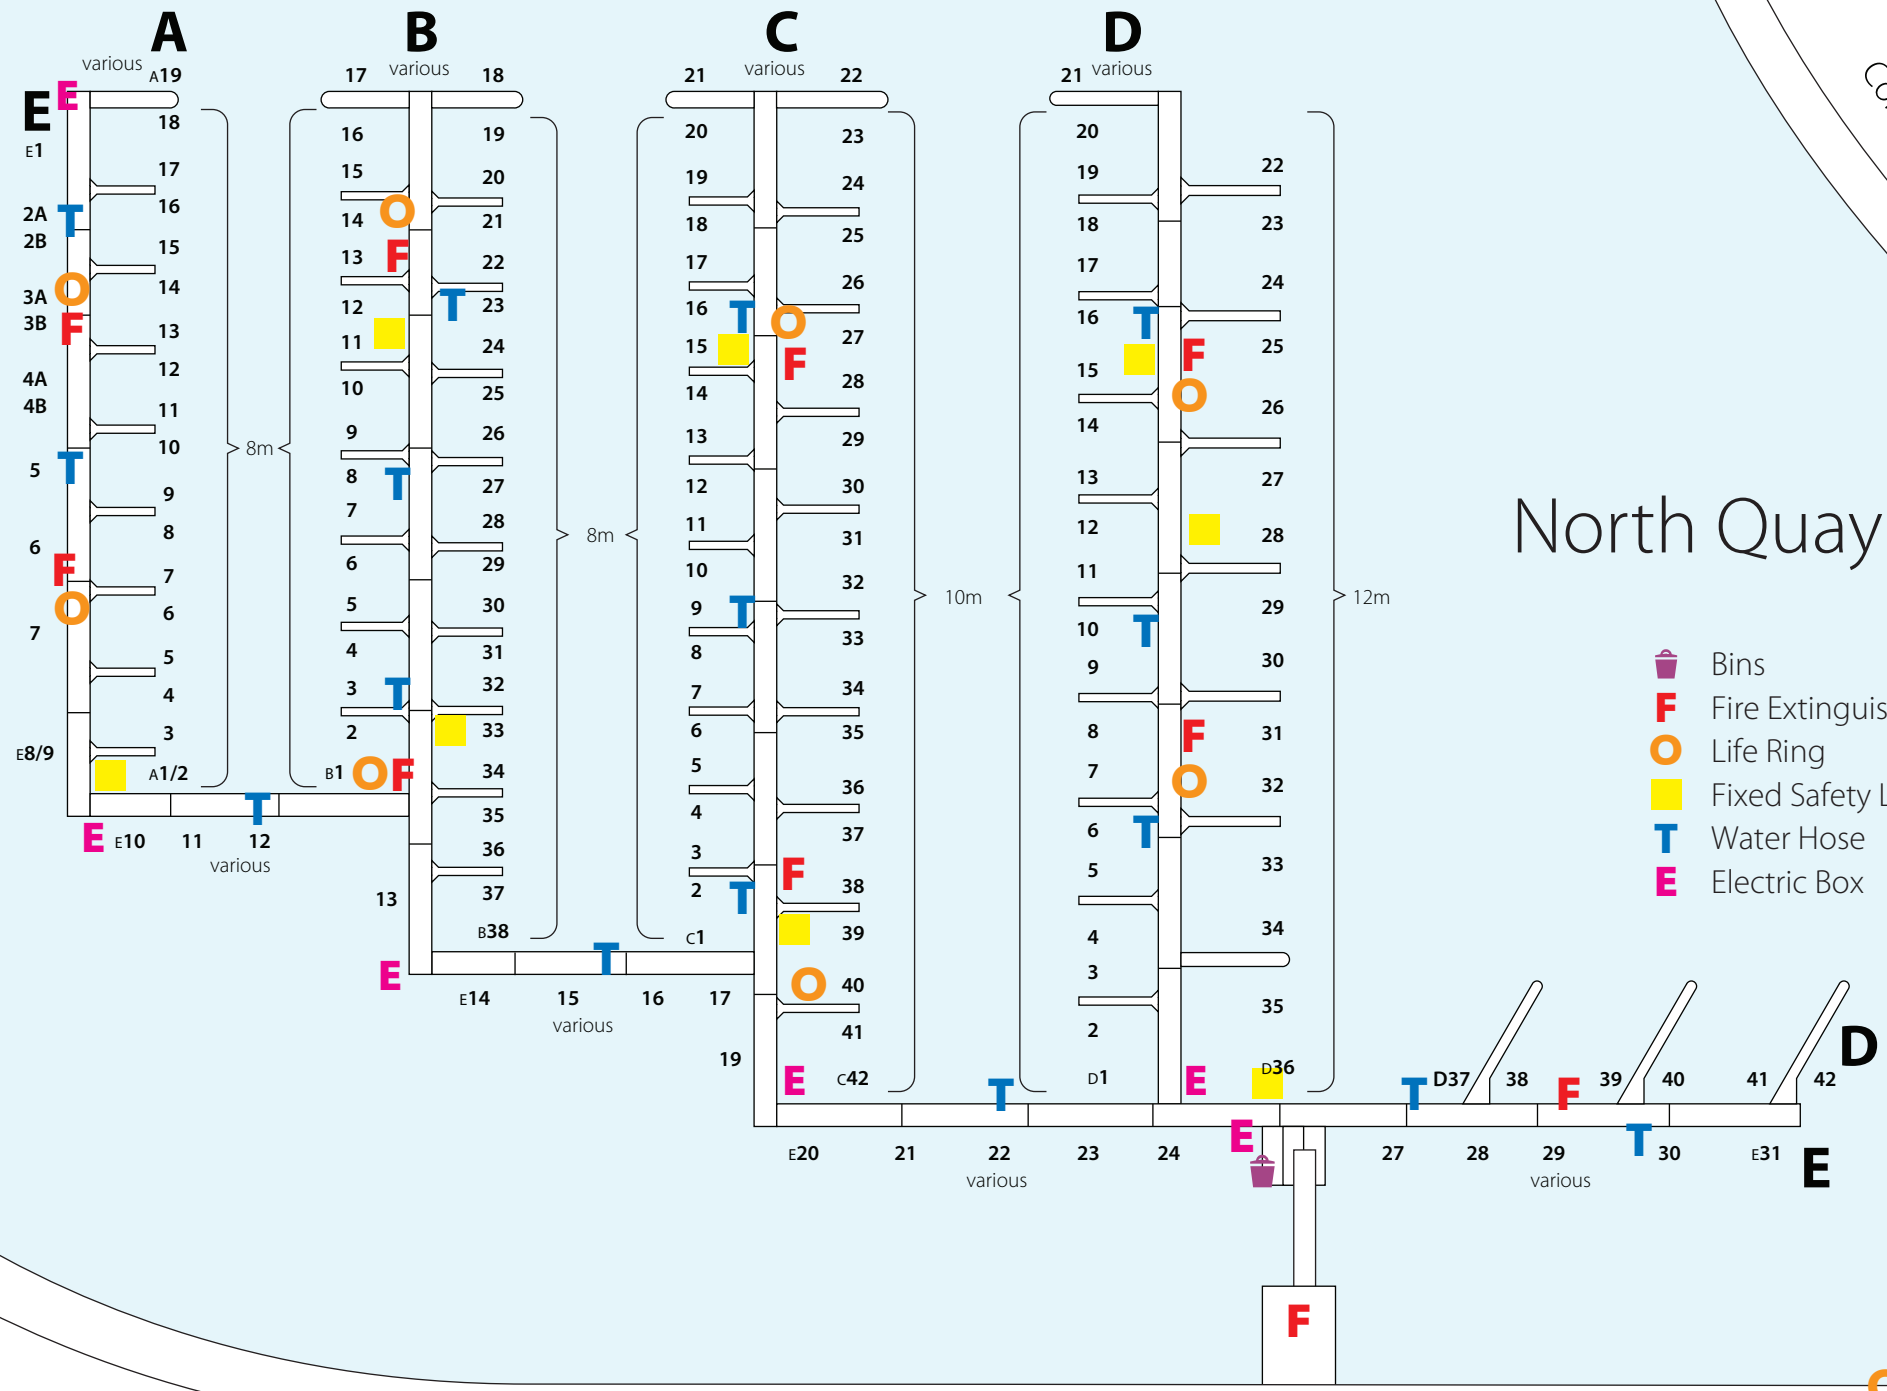 A
B
C
D
various
various
various
various
A19
17
18
21
22
21
E
E
E1
2A
2B
3A
3B
4A
4B
5
6
7
E8/9
T
O
F
T
F
O
E
18
17
16
15
14
13
12
11
10
9
8
7
6
5
4
3
A1/2
8m
E10
11
12
T
various
16
15
14
13
12
11
10
9
8
7
6
5
4
3
2
B1
O
F
T
T
O
F
13
E
19
20
21
22
23
24
25
26
27
28
29
30
31
32
33
34
35
36
37
B38
T
8m
E14
15
16
17
T
various
20
19
18
17
16
15
14
13
12
11
10
9
8
7
6
5
4
3
2
C1
T
T
T
19
23
24
25
26
27
28
29
30
31
32
33
34
35
36
37
38
39
40
41
C42
O
F
F
O
E
10m
20
19
18
17
16
15
14
13
12
11
10
9
8
7
6
5
4
3
2
D1
T
T
T
22
23
24
25
26
27
28
29
30
31
32
33
34
35
D36
F
O
F
O
E
12m
T
T
D37
38
F
39
40
41
42
D
E20
21
22
23
24
E
27
28
29
T
30
E31
E
various
various
F
North Quay
Bins
F Fire Extinguis
O Life Ring
Fixed Safety L
T Water Hose
E Electric Box